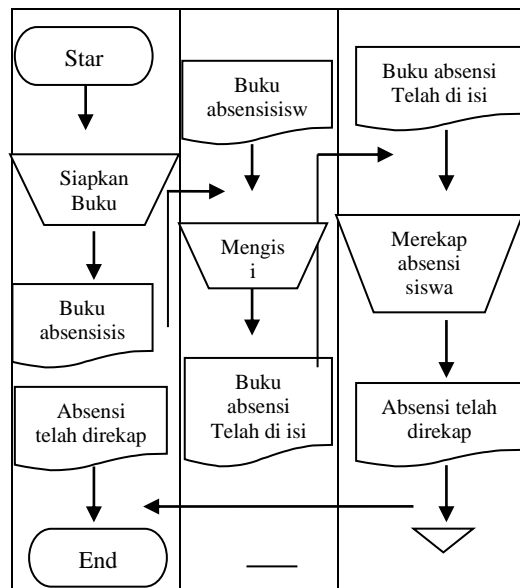 Star
Siapkan
Buku
Buku
absensisis
Absensi
telah direkap
End
Buku
absensisisw
Mengis
i
Buku
absensi
Telah di isi
Buku absensi
Telah di isi
Merekap
absensi
siswa
Absensi telah
direkap